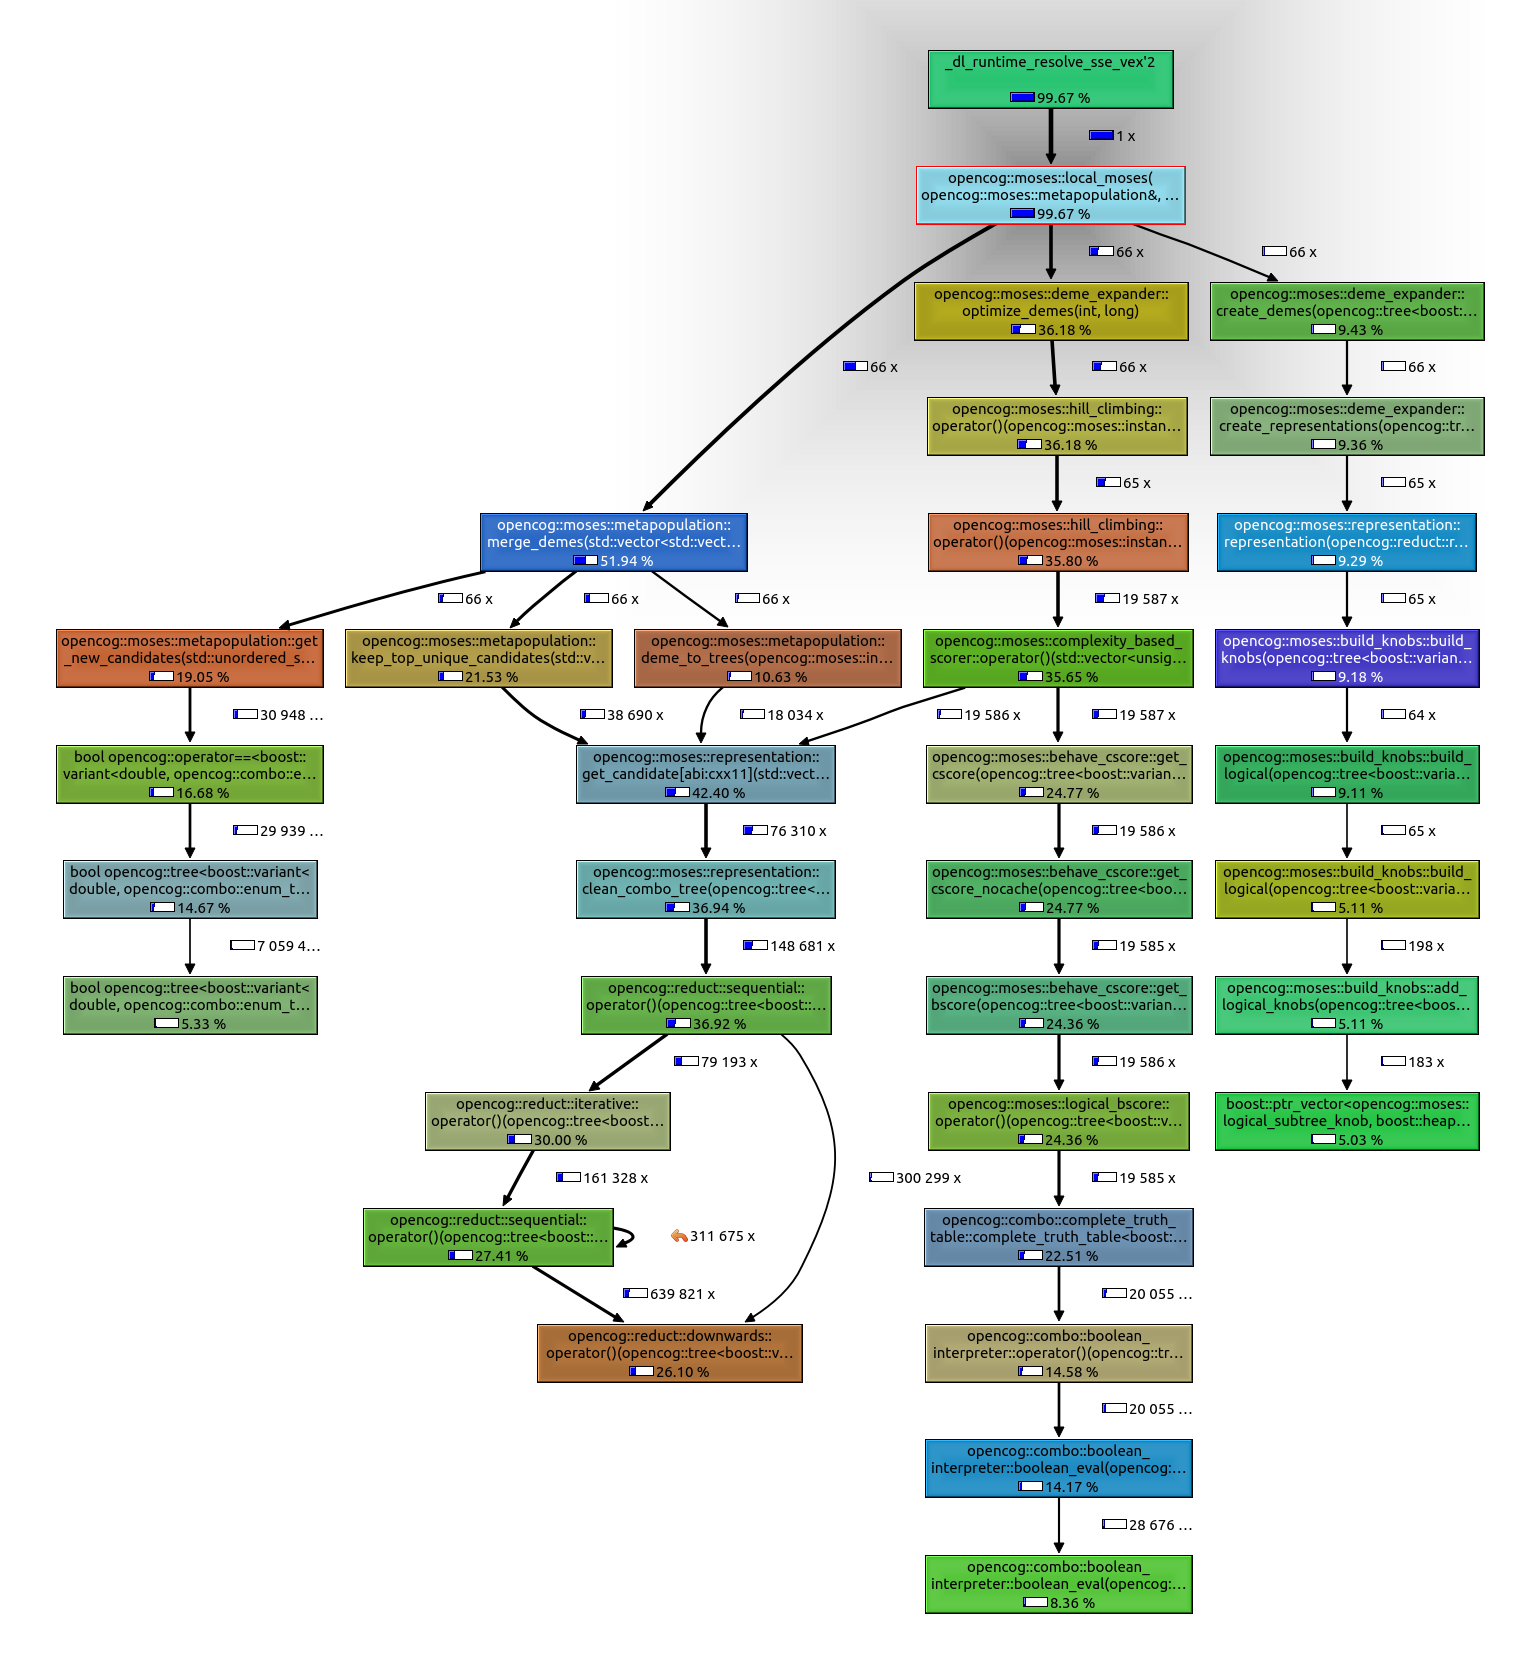 _dl_runtime_resolve_sse_vex'2
99.67 %
1 x
opencog::moses::local_moses(
opencog::moses::metapopulation&, …
99.67 %
66 x
66 x
opencog::moses::deme_expander::
optimize_demes(int, long)
36.18 %
opencog::moses::deme_expander::
create_demes(opencog::tree<boost:…
9.43 %
66 x
66 x
66 x
opencog::moses::hill_climbing::
operator()(opencog::moses::instan…
36.18 %
opencog::moses::deme_expander::
create_representations(opencog::tr…
9.36 %
65 x
65 x
opencog::moses::metapopulation::
merge_demes(std::vector<std::vect…
51.94 %
opencog::moses::hill_climbing::
operator()(opencog::moses::instan…
35.80 %
opencog::moses::representation::
representation(opencog::reduct::r…
9.29 %
66 x
66 x
66 x
19 587 x
65 x
opencog::moses::metapopulation::get
_new_candidates(std::unordered_s…
19.05 %
opencog::moses::metapopulation::
keep_top_unique_candidates(std::v…
21.53 %
opencog::moses::metapopulation::
deme_to_trees(opencog::moses::in…
10.63 %
opencog::moses::complexity_based_
scorer::operator()(std::vector<unsig…
35.65 %
opencog::moses::build_knobs::build_
knobs(opencog::tree<boost::varian…
9.18 %
30 948 …
38 690 x
18 034 x
19 586 x
19 587 x
64 x
bool opencog::operator==<boost::
variant<double, opencog::combo::e…
16.68 %
opencog::moses::representation::
get_candidate[abi:cxx11](std::vect…
42.40 %
opencog::moses::behave_cscore::get_
cscore(opencog::tree<boost::varian…
24.77 %
opencog::moses::build_knobs::build_
logical(opencog::tree<boost::varia…
9.11 %
29 939 …
76 310 x
19 586 x
65 x
bool opencog::tree<boost::variant<
double, opencog::combo::enum_t…
14.67 %
opencog::moses::representation::
clean_combo_tree(opencog::tree<…
36.94 %
opencog::moses::behave_cscore::get_
cscore_nocache(opencog::tree<boo…
24.77 %
opencog::moses::build_knobs::build_
logical(opencog::tree<boost::varia…
5.11 %
7 059 4…
148 681 x
19 585 x
198 x
bool opencog::tree<boost::variant<
double, opencog::combo::enum_t…
5.33 %
opencog::reduct::sequential::
operator()(opencog::tree<boost::…
36.92 %
opencog::moses::behave_cscore::get_
bscore(opencog::tree<boost::varian…
24.36 %
opencog::moses::build_knobs::add_
logical_knobs(opencog::tree<boos…
5.11 %
79 193 x
19 586 x
183 x
opencog::reduct::iterative::
operator()(opencog::tree<boost…
30.00 %
opencog::moses::logical_bscore::
operator()(opencog::tree<boost::v…
24.36 %
boost::ptr_vector<opencog::moses::
logical_subtree_knob, boost::heap…
5.03 %
161 328 x
300 299 x
19 585 x
opencog::reduct::sequential::
operator()(opencog::tree<boost::…
27.41 %
311 675 x
opencog::combo::complete_truth_
table::complete_truth_table<boost:…
22.51 %
639 821 x
20 055 …
opencog::reduct::downwards::
operator()(opencog::tree<boost::v…
26.10 %
opencog::combo::boolean_
interpreter::operator()(opencog::tr…
14.58 %
20 055 …
opencog::combo::boolean_
interpreter::boolean_eval(opencog:…
14.17 %
28 676 …
opencog::combo::boolean_
interpreter::boolean_eval(opencog:…
8.36 %